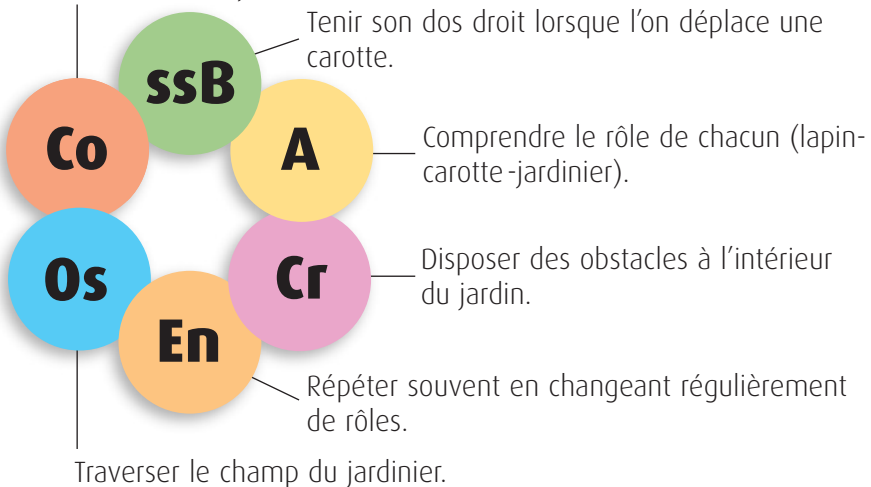 Tenir son dos droit lorsque l’on déplace une
carotte.
ssB
Co
A
Comprendre le rôle de chacun (lapin-
carotte-jardinier).
Os
Cr
Disposer des obstacles à l’intérieur
du jardin.
En
Répéter souvent en changeant régulièrement
de rôles.
Traverser le champ du jardinier.